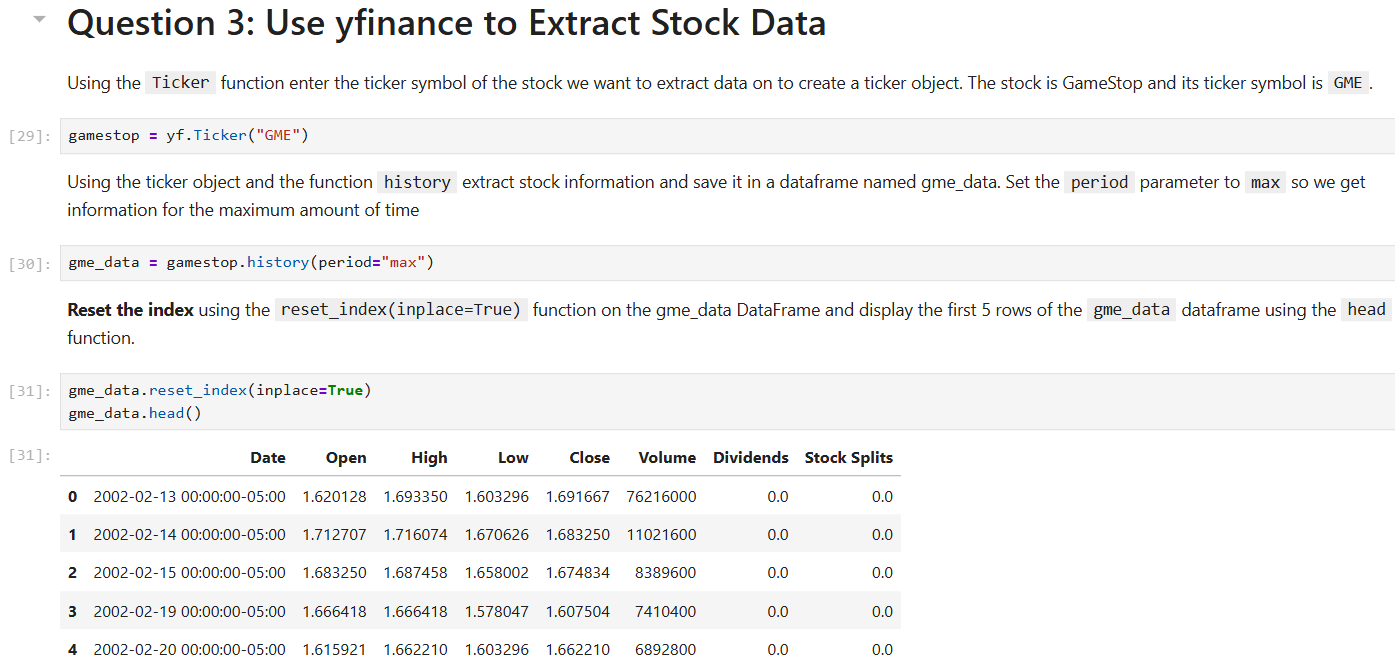 Question 3: Use yfinance to Extract Stock Data
Using the Ticker function enter the ticker symbol of the stock we want to extract data on to create a ticker object. The stock is GameStop and its ticker symbol is GME .
[29]: gamestop = yf.Ticker("GME")
Using the ticker object and the function history extract stock information and save it in a dataframe named gme_data. Set the period parameter to max so we get
information for the maximum amount of time
[30]: gme_data = gamestop.history(period="max")
Reset the index using the reset_index(inplace=True) function on the gme_data DataFrame and display the first 5 rows of the gme_data dataframe using the head
function.
[31]: gme_data.reset_index(inplace=True)
gme_data.head()
[31]: Date Open High Low Close Volume Dividends Stock Splits
0 2002-02-13 00:00:00-05:00 1.620128 1.693350 1.603296 1.691667 76216000 0.0 0.0
1 2002-02-14 00:00:00-05:00 1.712707 1.716074 1.670626 1.683250 11021600 0.0 0.0
2 2002-02-15 00:00:00-05:00 1.683250 1.687458 1.658002 1.674834 8389600 0.0 0.0
3 2002-02-19 00:00:00-05:00 1.666418 1.666418 1.578047 1.607504 7410400 0.0 0.0
4 2002-02-20 00:00:00-05:00 1.615921 1.662210 1.603296 1.662210 6892800 0.0 0.0